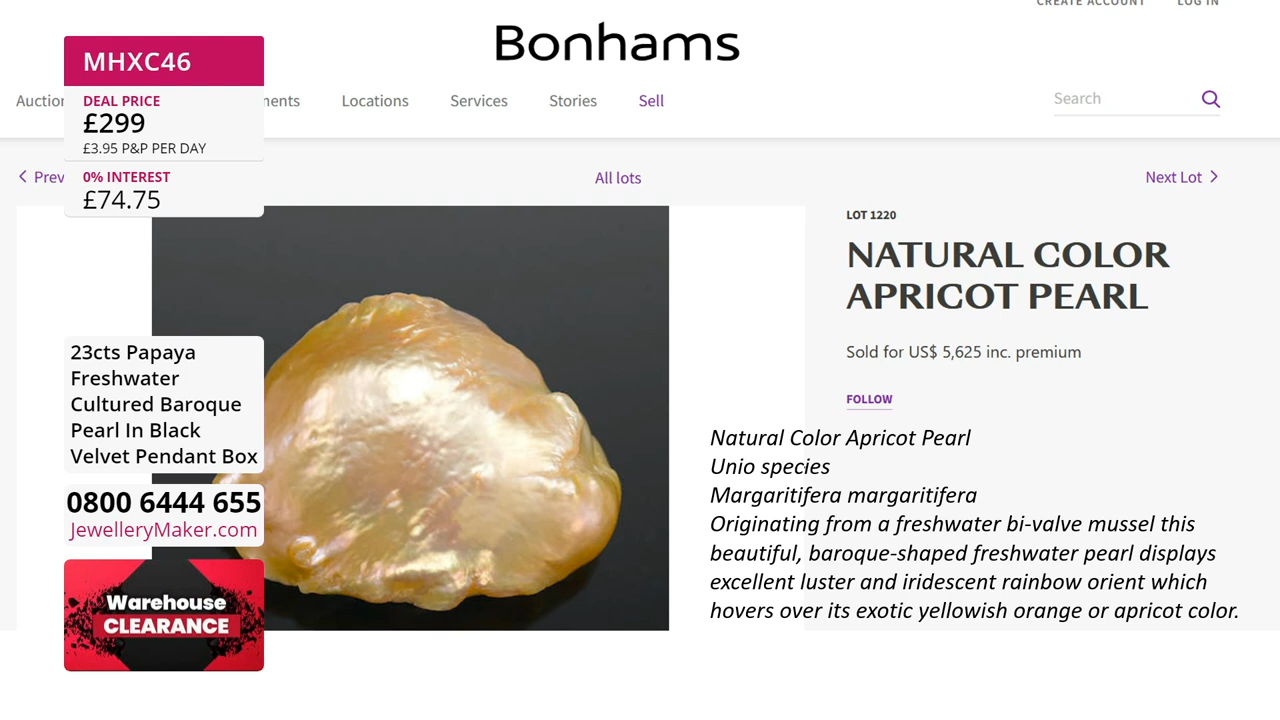 CREATE ACCOUNT LOG IN
Bonhams
MHXC46
DEAL PRICE
£299
£3.95 P&P PER DAY
0% INTEREST
£74.75
Locations Services Stories Sell
Search
Prev
All lots
Next Lot
LOT 1220
NATURAL COLOR
APRICOT PEARL
Sold for US$ 5,625 inc. premium
FOLLOW
Natural Color Apricot Pearl
Unio species
Margaritifera margaritifera
Originating from a freshwater bi-valve mussel this
beautiful, baroque-shaped freshwater pearl displays
excellent luster and iridescent rainbow orient which
hovers over its exotic yellowish orange or apricot color.
23cts Papaya
Freshwater
Cultured Baroque
Pearl In Black
Velvet Pendant Box
0800 6444 655
JewelleryMaker.com
Warehouse
CLEARANCE